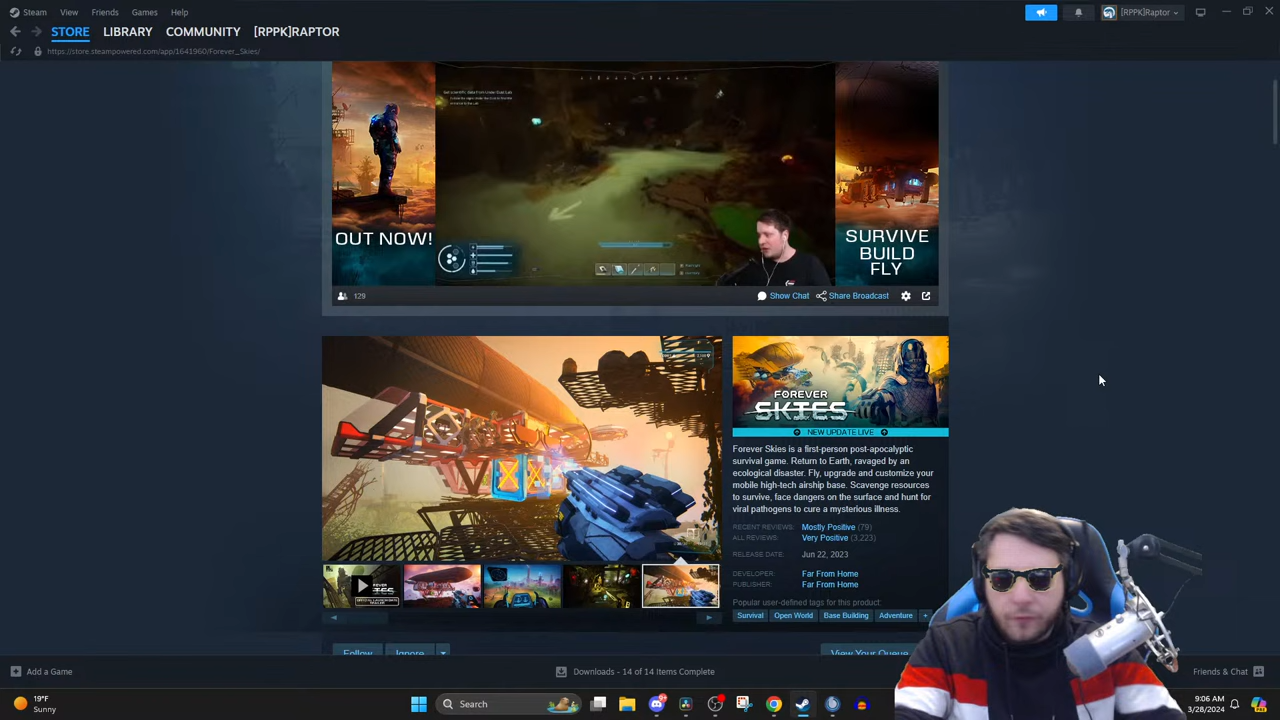 Steam View Friends Games Help
[RPPK]Raptor
STORE LIBRARY COMMUNITY [RPPK]RAPTOR
https://store.steampowered.com/app/1641960/Forever_Skies/
OUT NOW!
SURVIVE
BUILD
FLY
129
Show Chat Share Broadcast
FOREVER
SKIES
NEW UPDATE LIVE
Forever Skies is a first-person post-apocalyptic
survival game. Return to Earth, ravaged by an
ecological disaster. Fly, upgrade and customize your
mobile high-tech airship base. Scavenge resources
to survive, face dangers on the surface and hunt for
viral pathogens to cure a mysterious illness.
RECENT REVIEWS: Mostly Positive (79)
ALL REVIEWS: Very Positive (3,223)
RELEASE DATE: Jun 22, 2023
DEVELOPER: Far From Home
PUBLISHER: Far From Home
Popular user-defined tags for this product:
Survival Open World Base Building Adventure +
Follow Ignore View Your Queue
Add a Game Downloads - 14 of 14 Items Complete Friends & Chat
19°F
Sunny
Search
9:06 AM
3/28/2024